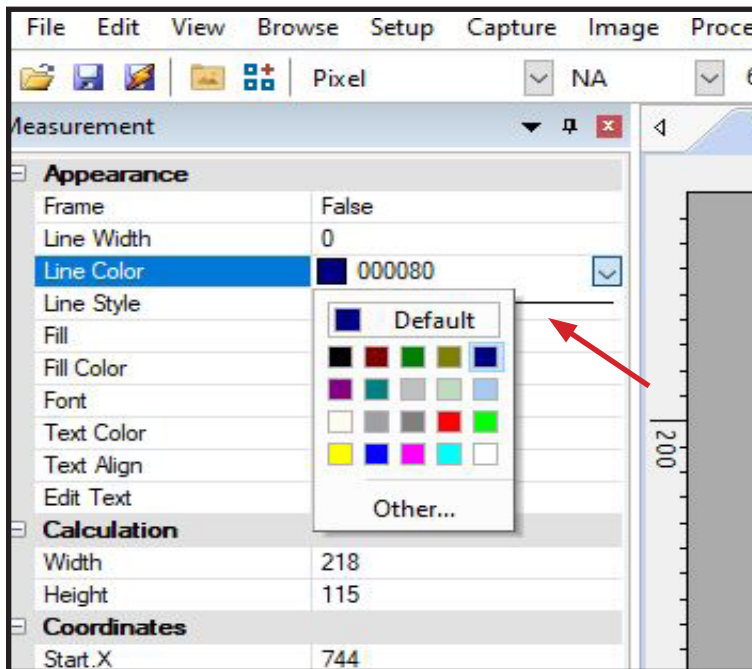 File Edit View Browse Setup Capture Image Proce
Pixel NA 6
Measurement
Appearance
Frame False
Line Width 0
Line Color 000080
Line Style
Default
Fill
Fill Color
Font
Text Color
Text Align
Edit Text
Other...
Calculation
Width 218
Height 115
Coordinates
Start.X 744
200